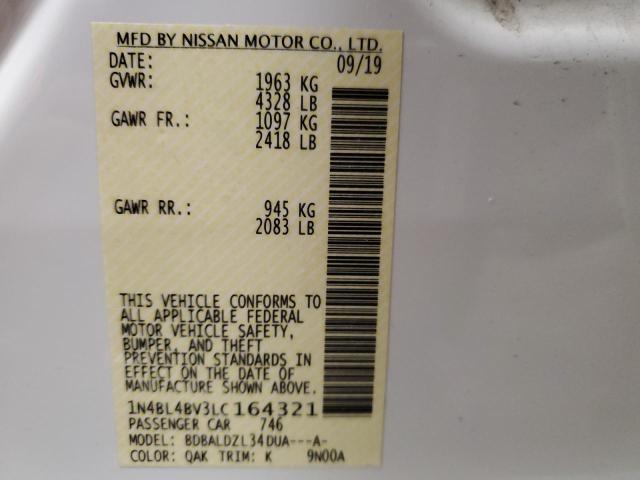 MFD BY NISSAN MOTOR CO., LTD.
DATE: 09/19
GVWR: 1963 KG
4328 LB
GAWR FR.: 1097 KG
2418 LB
GAWR RR.: 945 KG
2083 LB
THIS VEHICLE CONFORMS TO
ALL APPLICABLE FEDERAL
MOTOR VEHICLE SAFETY,
BUMPER, AND THEFT
PREVENTION STANDARDS IN
EFFECT ON THE DATE OF
MANUFACTURE SHOWN ABOVE.
1N4BL4BV3LC164321
PASSENGER CAR 746
MODEL: BDBALDZL34DUA---A-
COLOR: QAK TRIM: K 9N00A